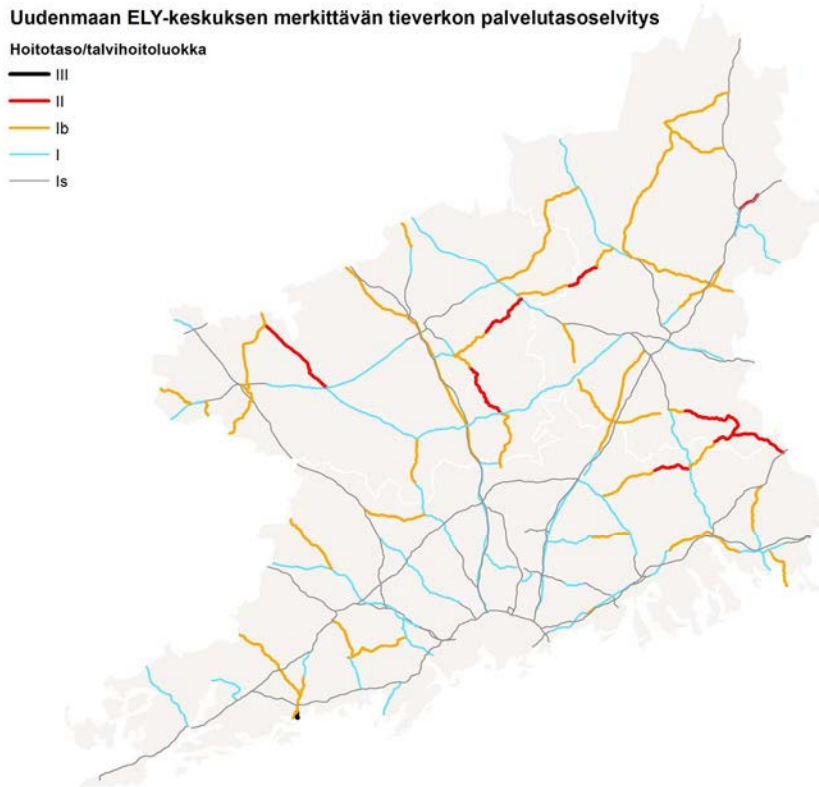 Uudenmaan ELY-keskuksen merkittävän tieverkon palvelutasoselvitys
Hoitotaso/talvihoitoluokka
III
II
Ib
I
Is